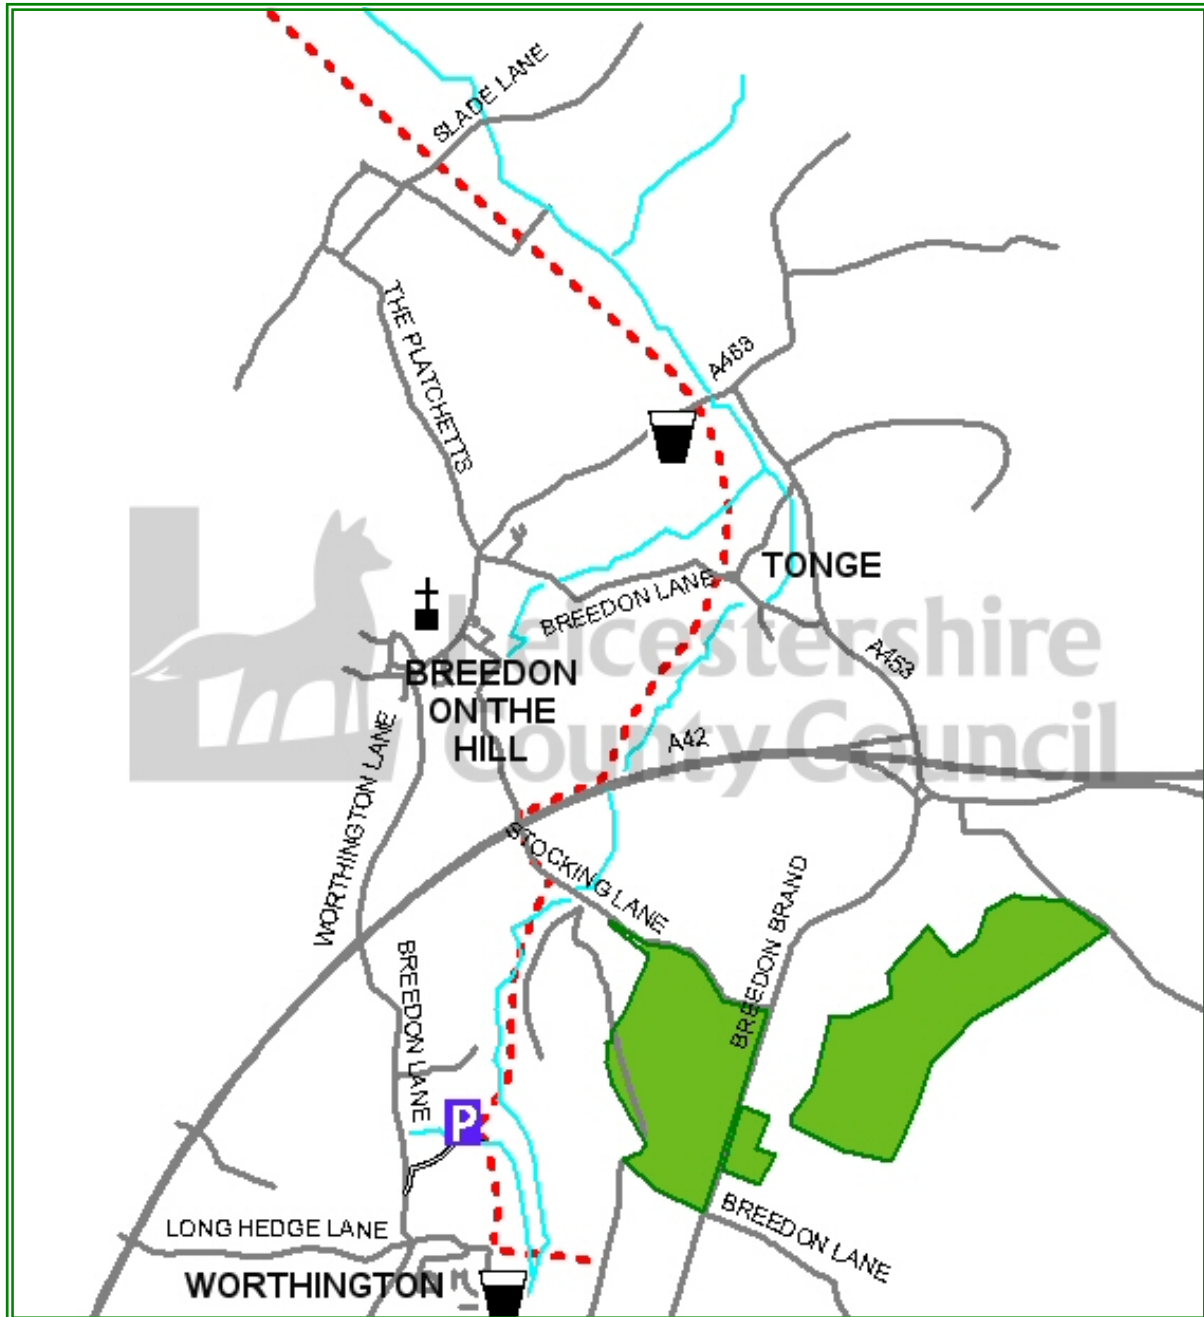 SLADE LANE
THE PLATCHETTS
A453
TONGE
BREEDON LANE
Leicestershire
County Council
BREEDON
ON THE
HILL
A453
A42
WORTHINGTON LANE
STOCKING LANE
BREEDON BRAND
BREEDON LANE
P
BREEDON LANE
LONG HEDGE LANE
WORTHINGTON